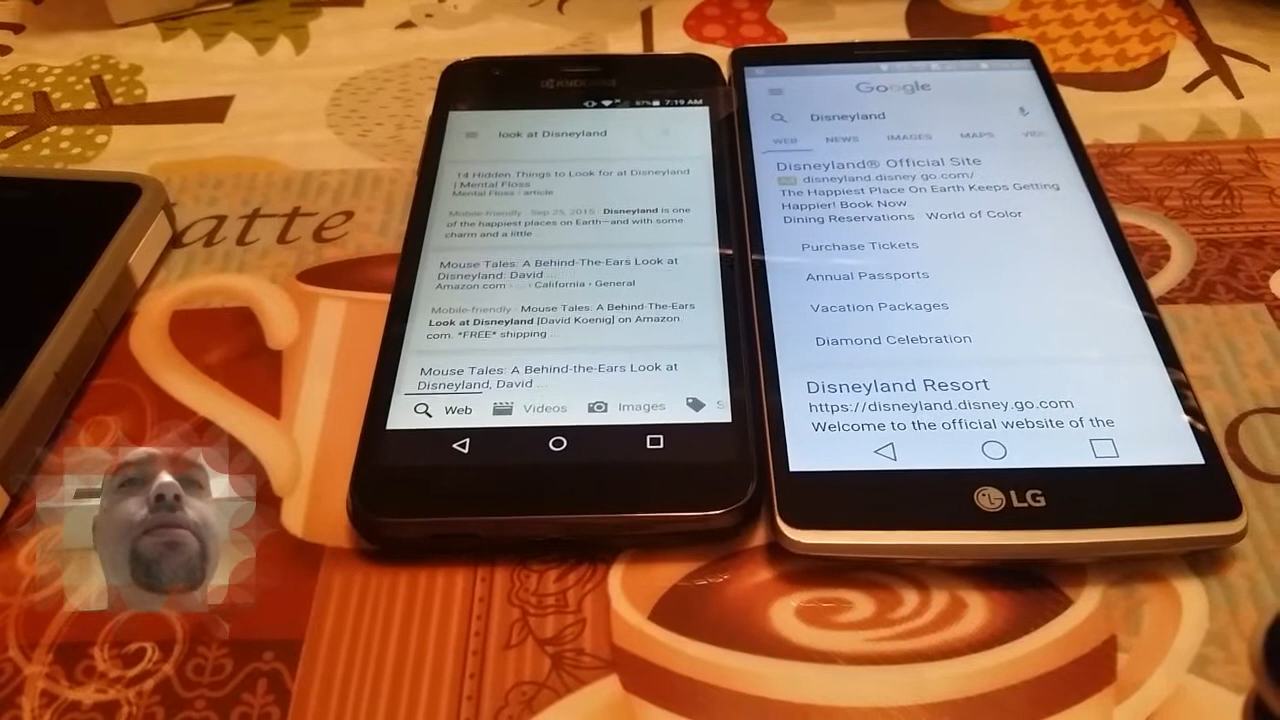 Latte
KYOCERA
87% 7:19 AM
look at Disneyland
14 Hidden Things to Look for at Disneyland
| Mental Floss
Mental Floss › article
Mobile-friendly · Sep 25, 2015 · Disneyland is one
of the happiest places on Earth—and with some
charm and a little ...
Mouse Tales: A Behind-The-Ears Look at
Disneyland: David ...
Amazon.com › ... › California › General
Mobile-friendly · Mouse Tales: A Behind-The-Ears
Look at Disneyland [David Koenig] on Amazon.
com. *FREE* shipping ...
Mouse Tales: A Behind-the-Ears Look at
Disneyland, David ...
Web Videos Images S
Google
Disneyland
WEB NEWS IMAGES MAPS VID
Disneyland® Official Site
Ad disneyland.disney.go.com/
The Happiest Place On Earth Keeps Getting
Happier! Book Now.
Dining Reservations World of Color
Purchase Tickets
Annual Passports
Vacation Packages
Diamond Celebration
Disneyland Resort
https://disneyland.disney.go.com
Welcome to the official website of the
LG